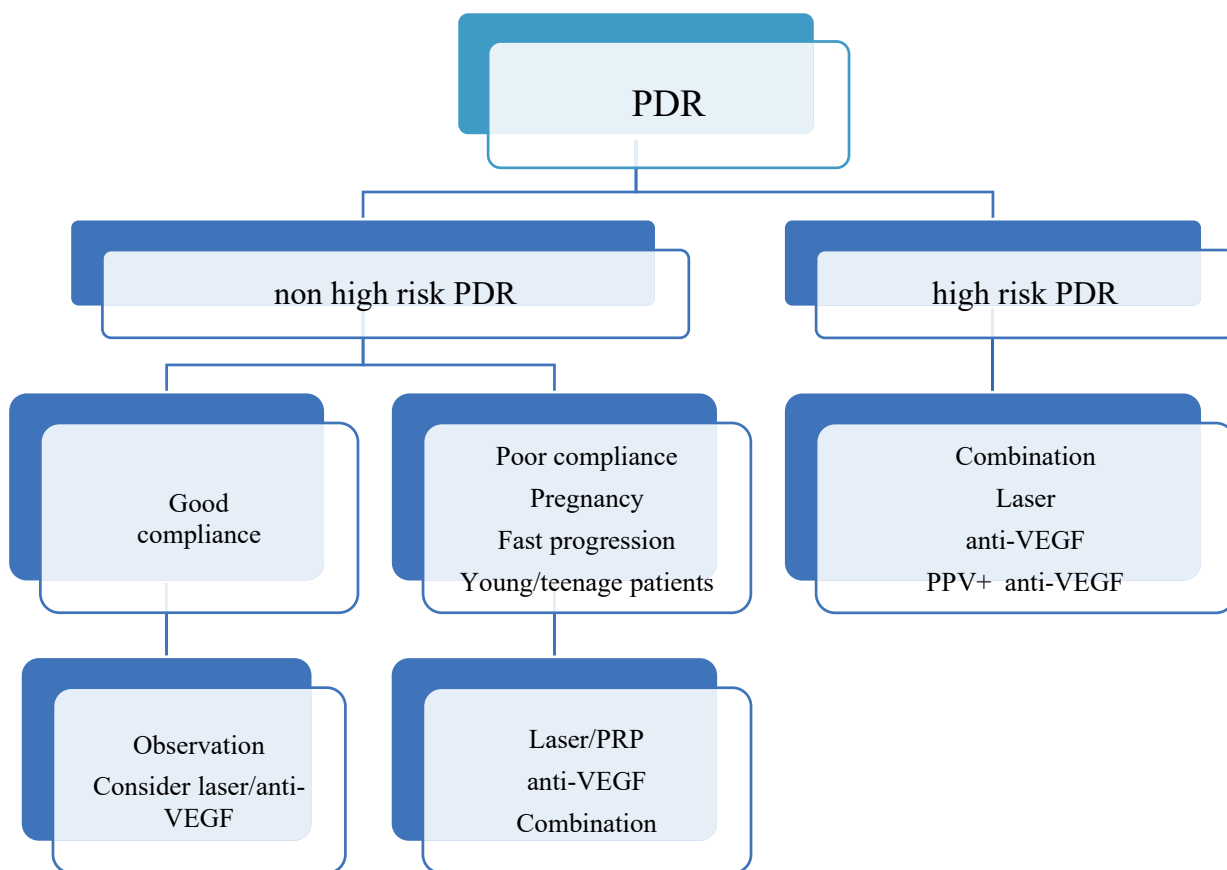 PDR
non high risk PDR
high risk PDR
Good
compliance
Poor compliance
Pregnancy
Fast progression
Young/teenage patients
Combination
Laser
anti-VEGF
PPV+ anti-VEGF
Observation
Consider laser/anti-
VEGF
Laser/PRP
anti-VEGF
Combination